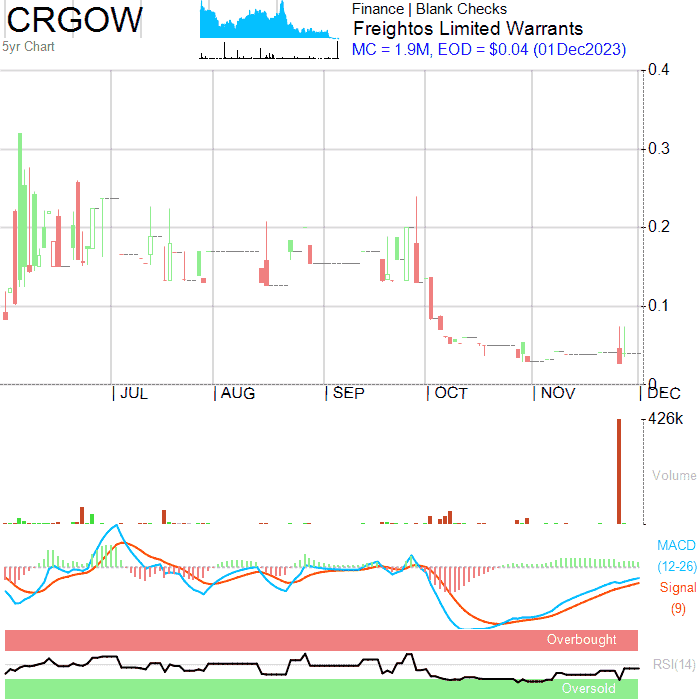 CRGOW
5yr Chart
Finance | Blank Checks
Freightos Limited Warrants
MC = 1.9M, EOD = $0.04 (01Dec2023)
0.4
0.3
0.2
0.1
0
JUL
AUG
SEP
OCT
NOV
DEC
426k
Volume
MACD
(12-26)
Signal
(9)
Overbought
RSI(14)
Oversold